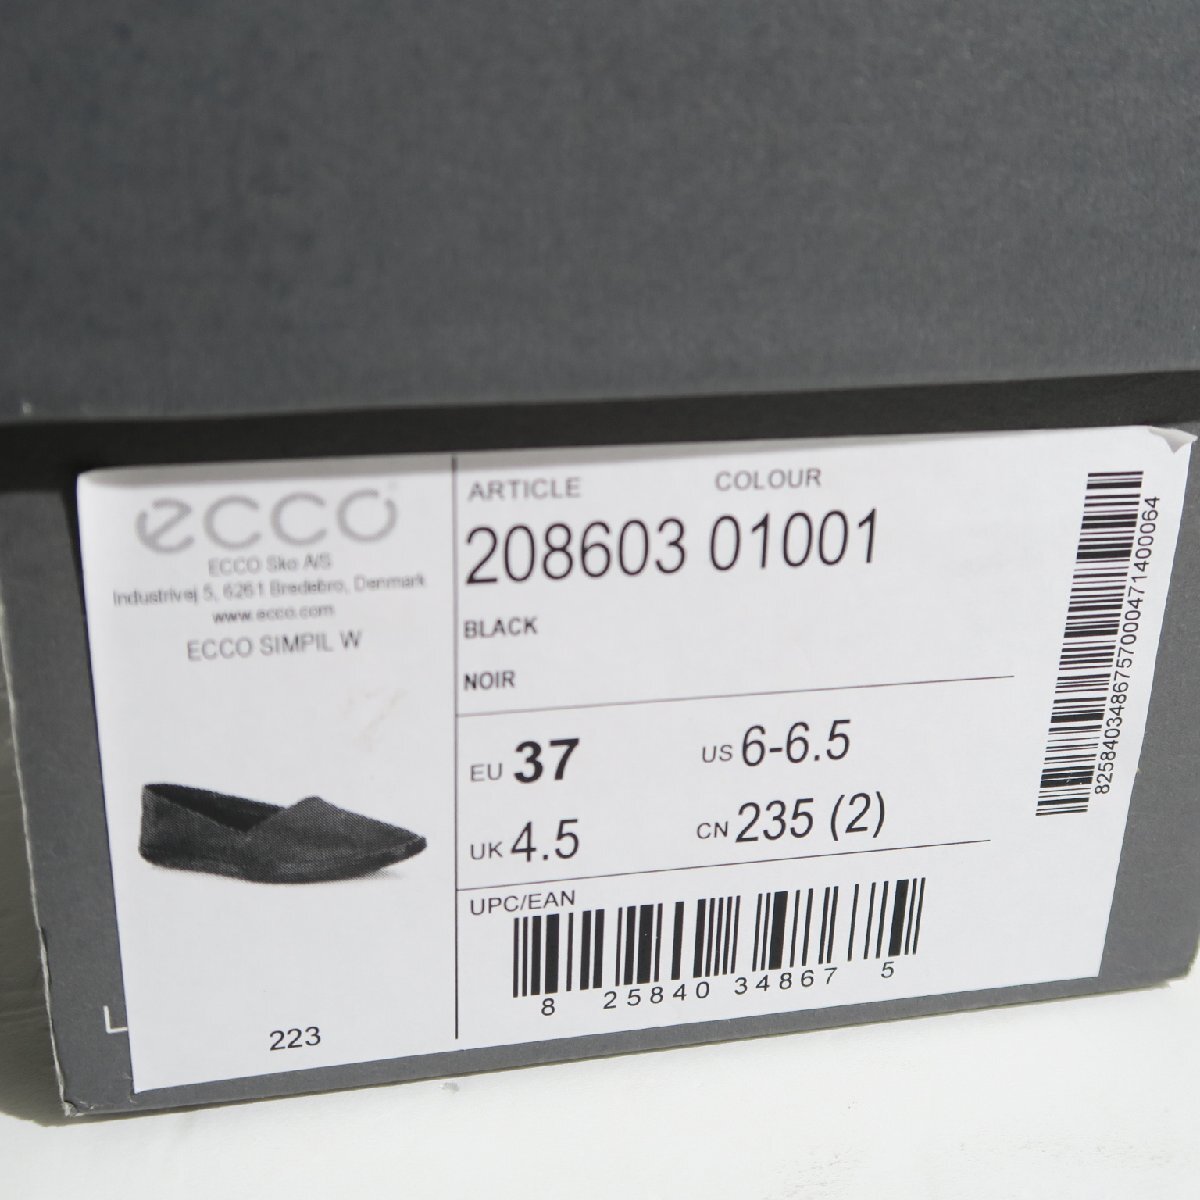 ecco
ECCO Sko A/S
Industrivej 5, 6261 Bredebro, Denmark
www.ecco.com
ECCO SIMPIL W
223
ARTICLE COLOUR
208603 01001
BLACK
NOIR
EU 37 US 6-6.5
UK 4.5 CN 235 (2)
UPC/EAN
8 25840 34867 5
8258403486757000471400064